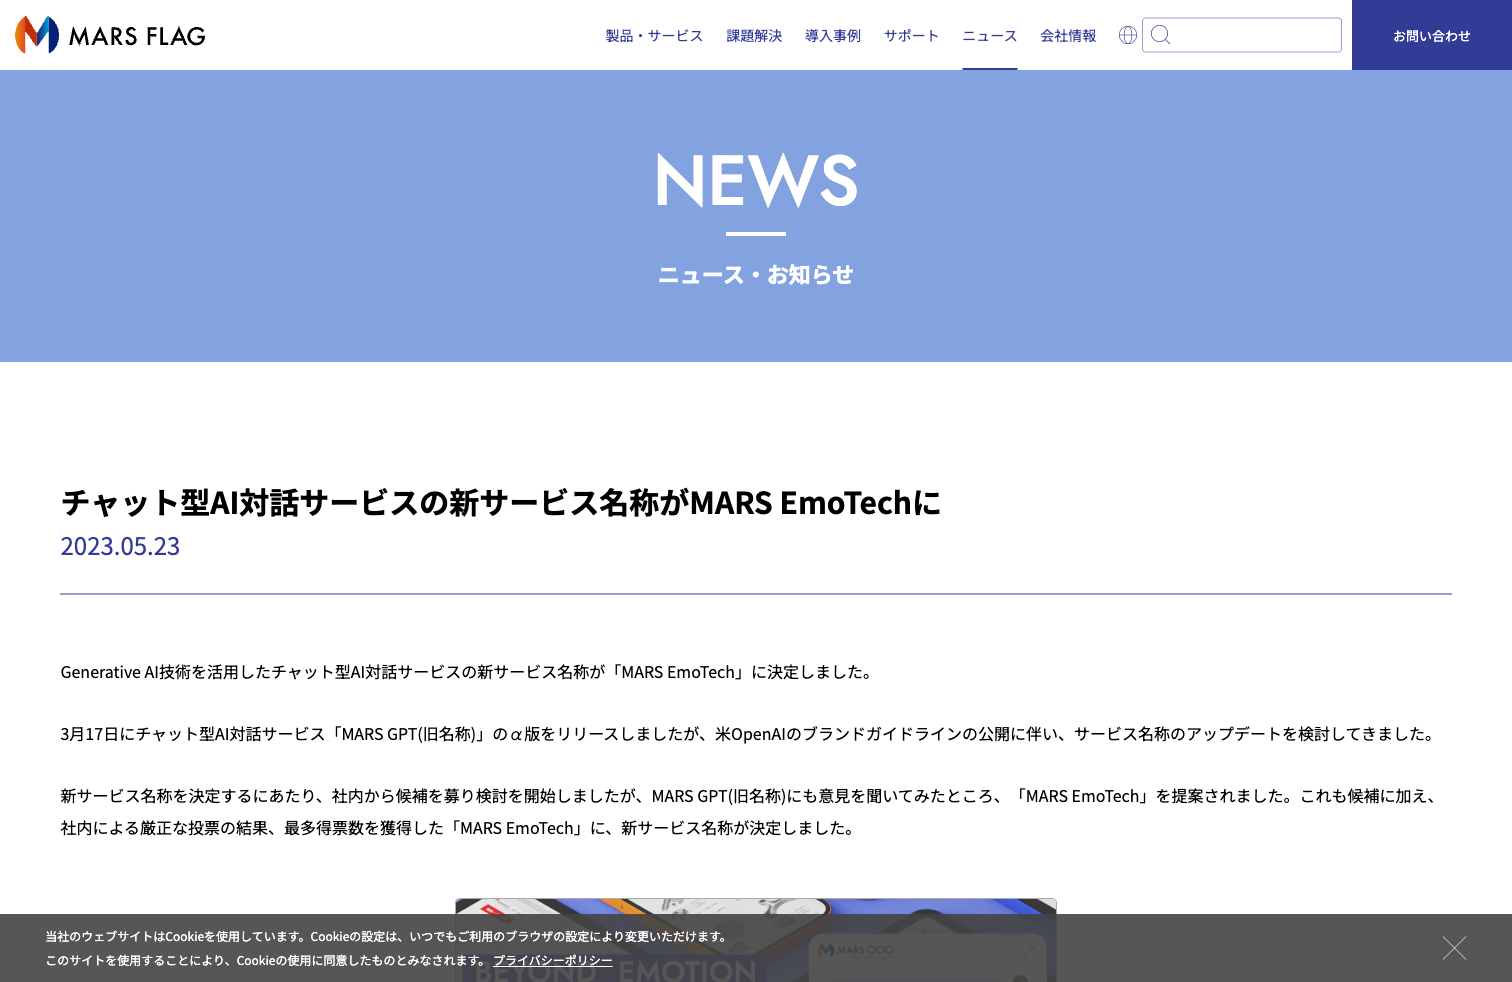 MARS FLAG
製品・サービス 課題解決 導入事例 サポート ニュース 会社情報 お問い合わせ
NEWS
ニュース・お知らせ
チャット型AI対話サービスの新サービス名称がMARS EmoTechに
2023.05.23
Generative AI技術を活用したチャット型AI対話サービスの新サービス名称が「MARS EmoTech」に決定しました。
3月17日にチャット型AI対話サービス「MARS GPT(旧名称)」のα版をリリースしましたが、米OpenAIのブランドガイドラインの公開に伴い、サービス名称のアップデートを検討してきました。
新サービス名称を決定するにあたり、社内から候補を募り検討を開始しましたが、MARS GPT(旧名称)にも意見を聞いてみたところ、「MARS EmoTech」を提案されました。これも候補に加え、
社内による厳正な投票の結果、最多得票数を獲得した「MARS EmoTech」に、新サービス名称が決定しました。
当社のウェブサイトはCookieを使用しています。Cookieの設定は、いつでもご利用のブラウザの設定により変更いただけます。
このサイトを使用することにより、Cookieの使用に同意したものとみなされます。 プライバシーポリシー
MARS OOO
BEYOND EMOTION